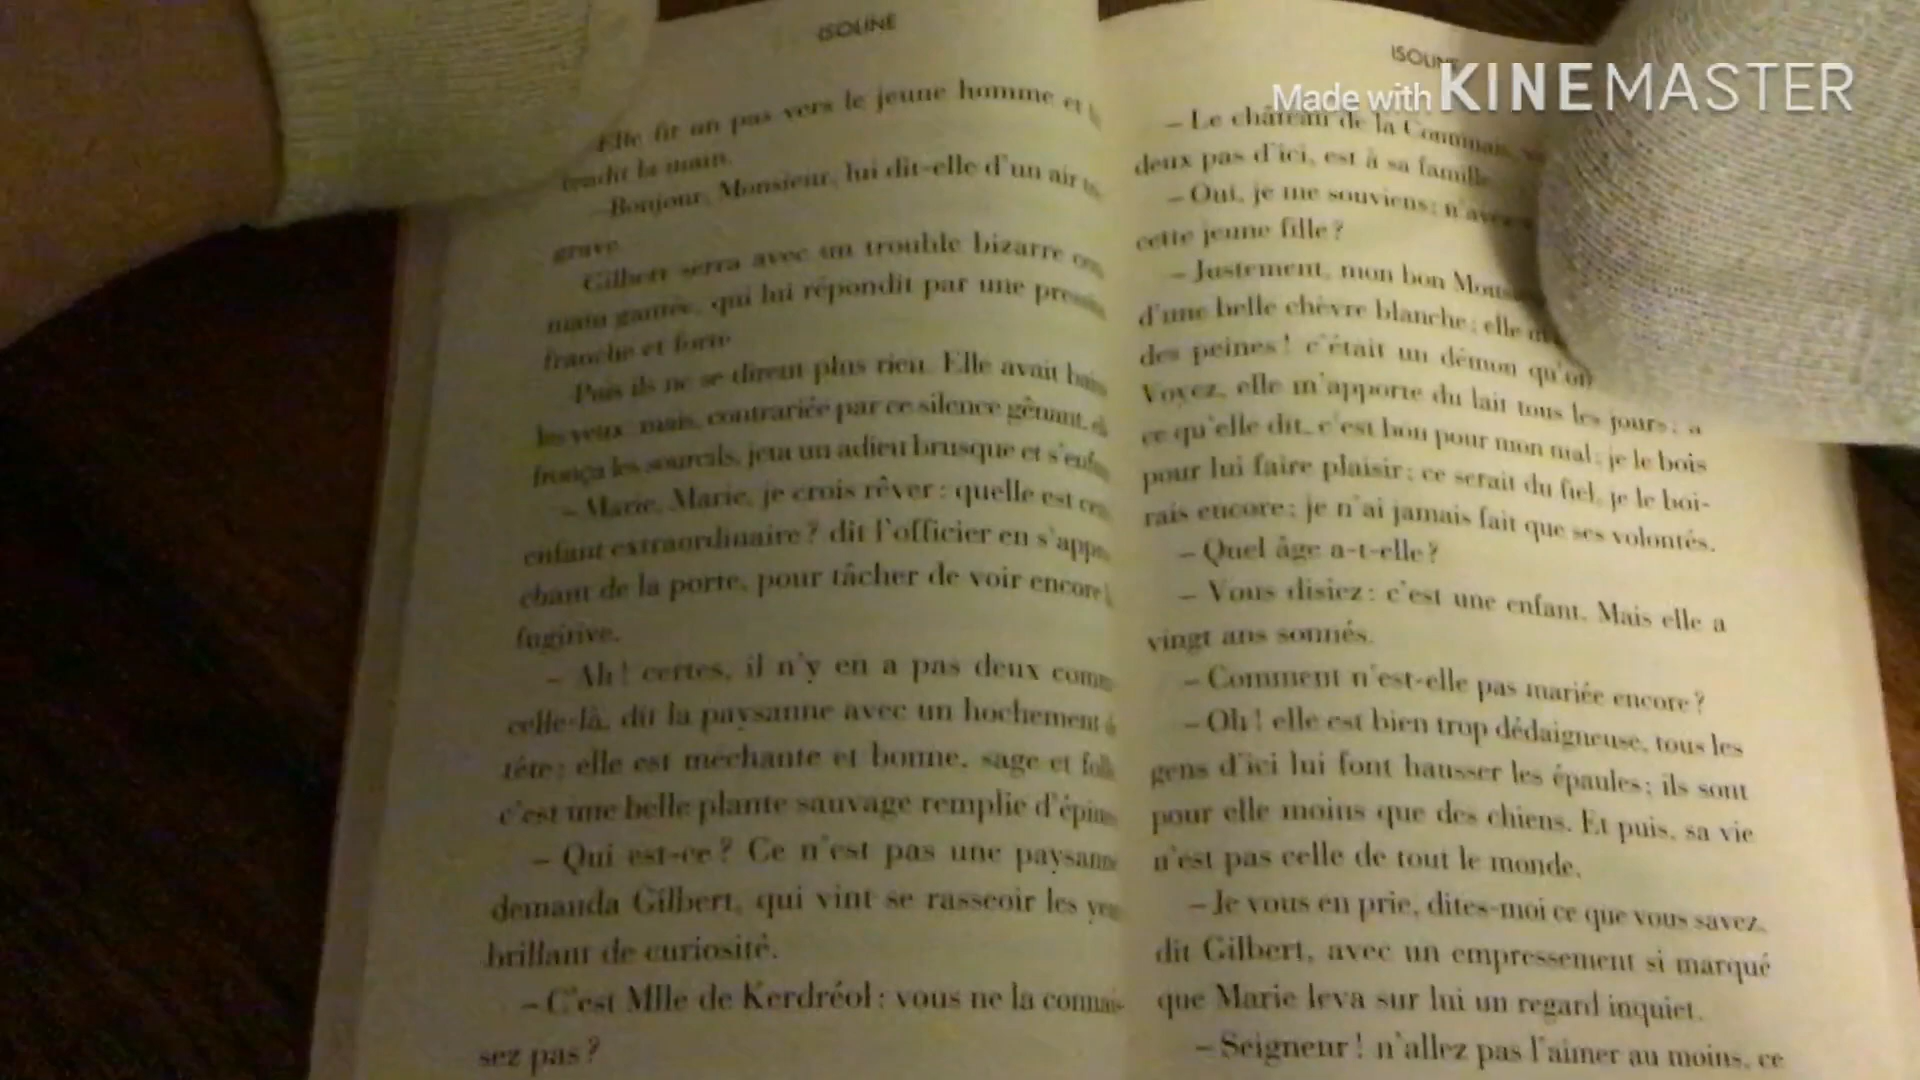 ISOLINE
Elle fit un pas vers le jeune homme et
tendit la main.
– Bonjour, Monsieur, lui dit-elle d'un air
grave.
Gilbert serra avec un trouble bizarre
main gantée, qui lui répondit par une
franche et forte
Puis ils ne se dirent plus rien. Elle avait
les yeux; mais, contrariée par ce silence gênant,
fronça les sourcils, jeta un adieu brusque et
– Marie, Marie, je crois rêver : quelle est
enfant extraordinaire? dit l'officier en s'appro-
chant de la porte, pour tâcher de voir encore
fugitive.
– Ah! certes, il n'y en a pas deux comme
celle-là, dit la paysanne avec un hochement
tête; elle est méchante et bonne, sage et
c'est une belle plante sauvage remplie
– Qui est-ce? Ce n'est pas une paysanne
demanda Gilbert, qui vint se rasseoir les
brillant de curiosité.
– C'est Mlle de Kerdréol : vous ne la connais-
sez pas?
– Le château de la
deux pas d'ici, est à sa famille.
– Oui, je me souviens;
cette jeune fille?
– Justement, mon bon
d'une belle chèvre blanche; elle
des peines! c'était un démon
Voyez, elle m'apporte du lait tous les jours; à
ce qu'elle dit, c'est bon pour mon mal; je le bois
pour lui faire plaisir; ce serait du fiel, je le boi-
rais encore; je n'ai jamais fait que ses volontés.
– Quel âge a-t-elle?
– Vous disiez : c'est une enfant. Mais elle a
vingt ans sonnés.
– Comment n'est-elle pas mariée encore?
– Oh! elle est bien trop dédaigneuse, tous les
gens d'ici lui font hausser les épaules; ils sont
pour elle moins que des chiens. Et puis, sa vie
n'est pas celle de tout le monde.
– Je vous en prie, dites-moi ce que vous savez,
dit Gilbert, avec un empressement si marqué
que Marie leva sur lui un regard inquiet.
– Seigneur! n'allez pas l'aimer au moins, ce
Made with KINEMASTER